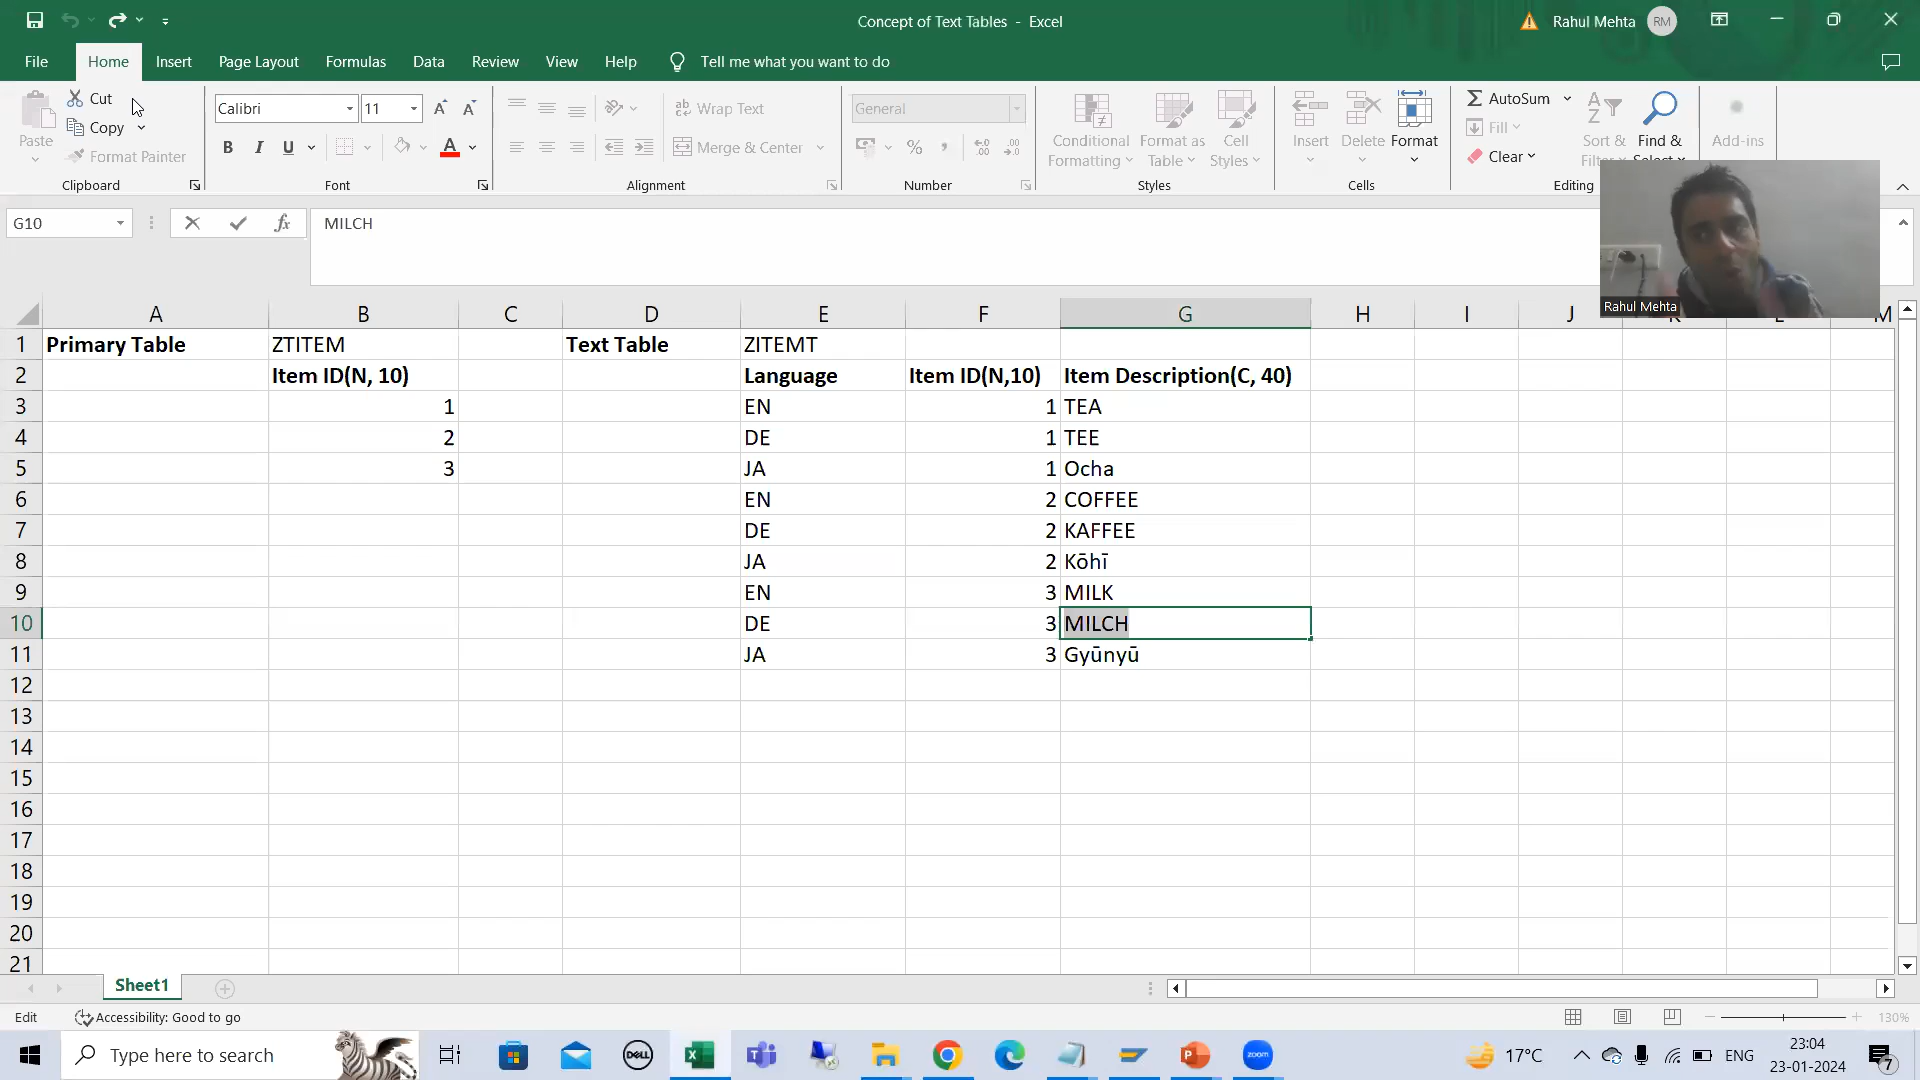 Concept of Text Tables - Excel
Rahul Mehta RM
File Home Insert Page Layout Formulas Data Review View Help Tell me what you want to do
Paste
Cut
Copy
Format Painter
Clipboard
Calibri 11
B I U A
Font
Wrap Text
Merge & Center
Alignment
General
%
Number
Conditional Formatting
Format as Table
Cell Styles
Styles
Insert
Delete
Format
Cells
AutoSum
Fill
Clear
Sort &
Find &
Editing
Add-ins
G10 fx MILCH
Rahul Mehta
A B C D E F G H I J M
1 Primary Table ZTITEM Text Table ZITEMT
2 Item ID(N, 10) Language Item ID(N,10) Item Description(C, 40)
3 1 EN 1 TEA
4 2 DE 1 TEE
5 3 JA 1 Ocha
6 EN 2 COFFEE
7 DE 2 KAFFEE
8 JA 2 Kōhī
9 EN 3 MILK
10 DE 3 MILCH
11 JA 3 Gyūnyū
12
13
14
15
16
17
18
19
20
21
Sheet1
Edit Accessibility: Good to go 130%
Type here to search
DELL
zoom
17°C
ENG
23:04
23-01-2024
7